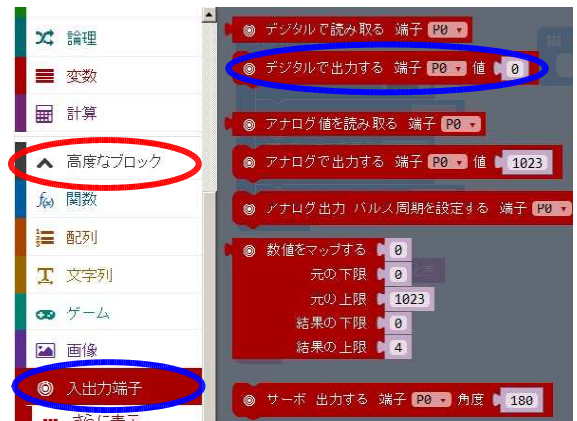 論理
変数
計算
高度なブロック
関数
配列
文字列
ゲーム
画像
入出力端子
さらに表示
デジタルで読み取る 端子 P0
デジタルで出力する 端子 P0 値 0
アナログ値を読み取る 端子 P0
アナログで出力する 端子 P0 値 1023
アナログ出力 パルス周期を設定する 端子 P0
数値をマップする 0
元の下限 0
元の上限 1023
結果の下限 0
結果の上限 4
サーボ 出力する 端子 P0 角度 180